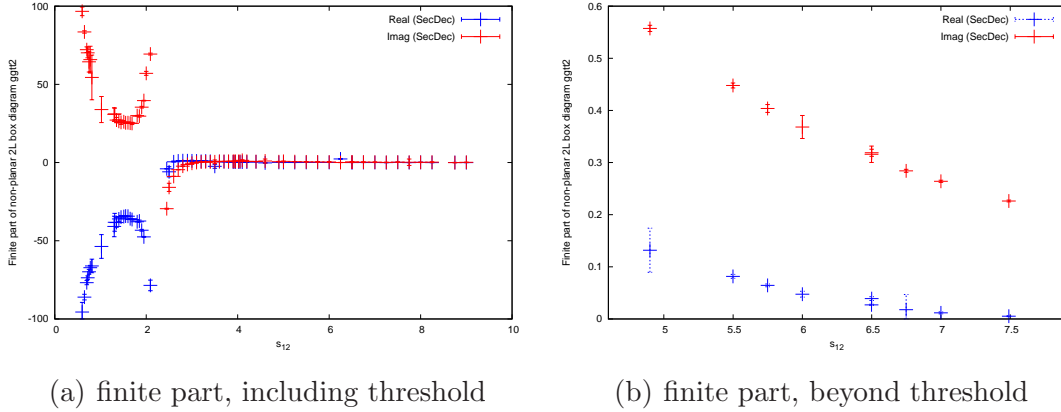 Finite part of non-planar 2L box diagram ggtt2
100
50
0
-50
-100
Real (SecDec)
Imag (SecDec)
0 2 4 6 8 10
s12
(a) finite part, including threshold
Finite part of non-planar 2L box diagram ggtt2
0.6
0.5
0.4
0.3
0.2
0.1
0
Real (SecDec)
Imag (SecDec)
5 5.5 6 6.5 7 7.5
s12
(b) finite part, beyond threshold